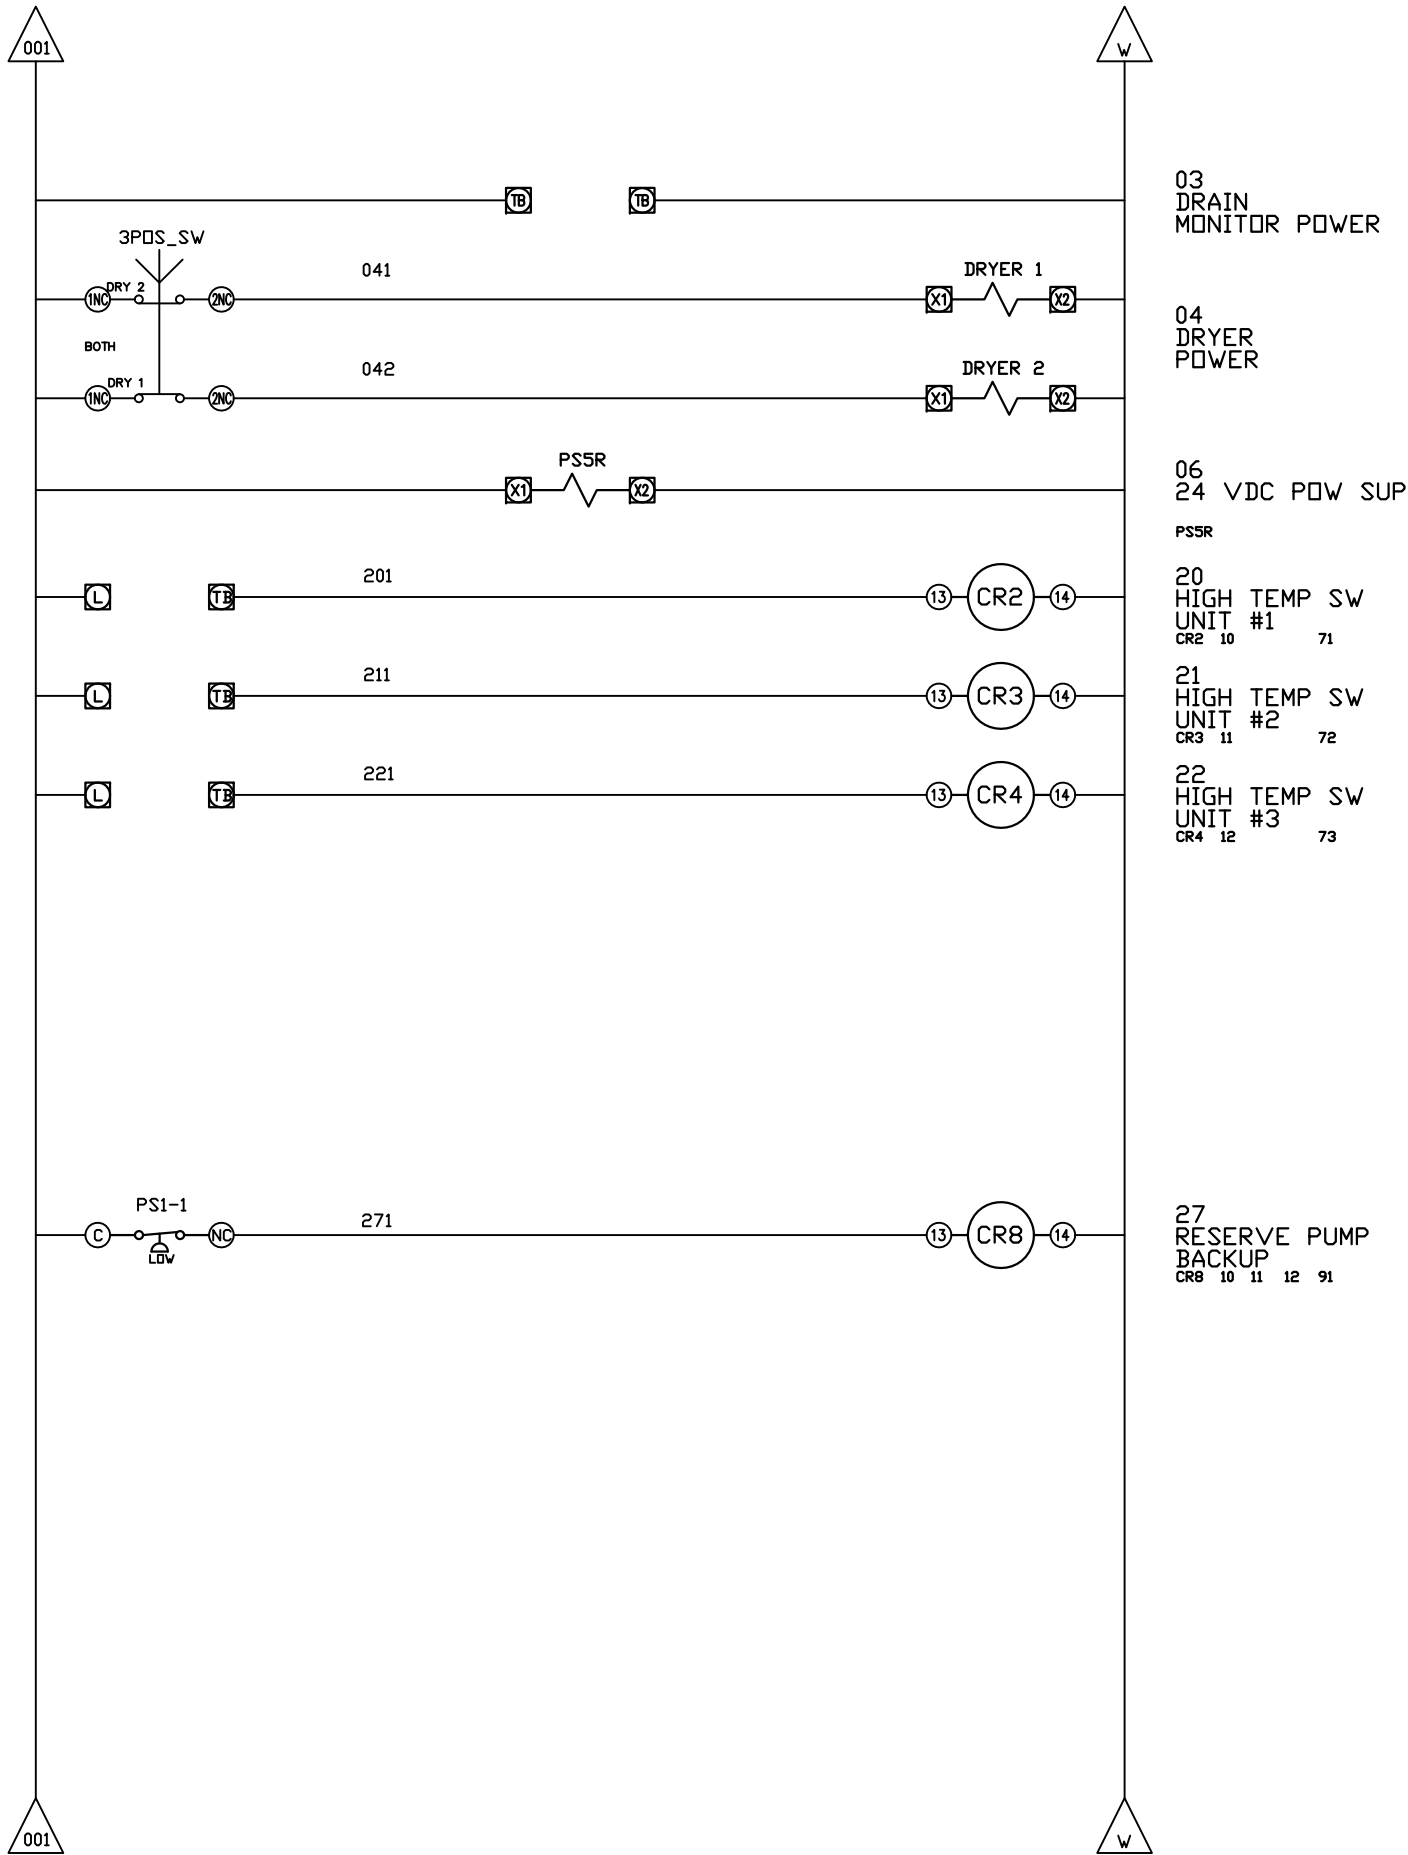 001
W
TB TB
03
DRAIN
MONITOR POWER
3POS_SW
1NC DRY 2 2NC
041
DRYER 1
X1 X2
BOTH
04
DRYER
POWER
1NC DRY 1 2NC
042
DRYER 2
X1 X2
PS5R
X1 X2
06
24 VDC POW SUP
PS5R
L TB
201
13 CR2 14
20
HIGH TEMP SW
UNIT #1
CR2 10 71
L TB
211
13 CR3 14
21
HIGH TEMP SW
UNIT #2
CR3 11 72
L TB
221
13 CR4 14
22
HIGH TEMP SW
UNIT #3
CR4 12 73
PS1-1
C NC
LOW
271
13 CR8 14
27
RESERVE PUMP
BACKUP
CR8 10 11 12 91
001
W